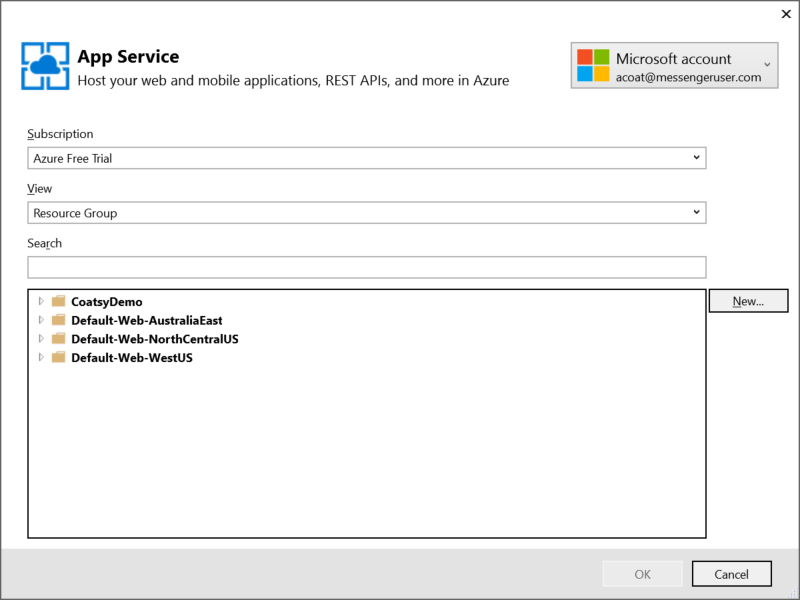 App Service
Host your web and mobile applications, REST APIs, and more in Azure
Microsoft account
acoat@messengeruser.com
Subscription
Azure Free Trial
View
Resource Group
Search
CoatsyDemo
New...
Default-Web-AustraliaEast
Default-Web-NorthCentralUS
Default-Web-WestUS
OK
Cancel